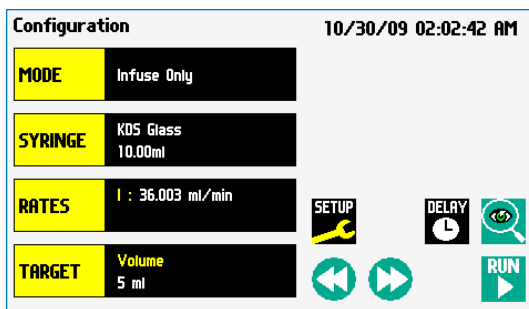 Configuration
10/30/09 02:02:42 AM
MODE
Infuse Only
SYRINGE
KDS Glass
10.00ml
RATES
I : 36.003 ml/min
TARGET
Volume
5 ml
SETUP
DELAY
RUN